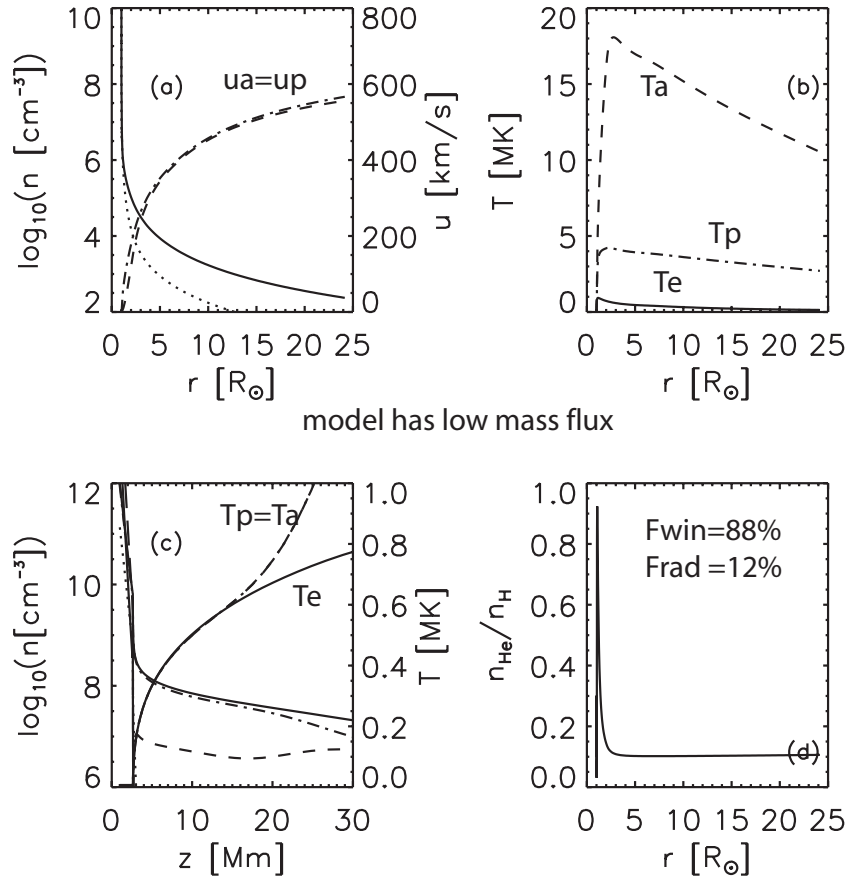 10
8
6
4
2
log10(n [cm−3])
(a)
ua=up
800
600
400
200
0
u [km/s]
0 5 10 15 20 25
r [R⊙]
20
15
10
5
0
T [MK]
(b)
Ta
Tp
Te
0 5 10 15 20 25
r [R⊙]
model has low mass flux
12
10
8
6
log10(n[cm−3])
(c)
Tp=Ta
Te
1.0
0.8
0.6
0.4
0.2
0.0
T [MK]
0 10 20 30
z [Mm]
1.0
0.8
0.6
0.4
0.2
0.0
nHe/nH
Fwin=88%
Frad =12%
(d)
0 5 10 15 20 25
r [R⊙]